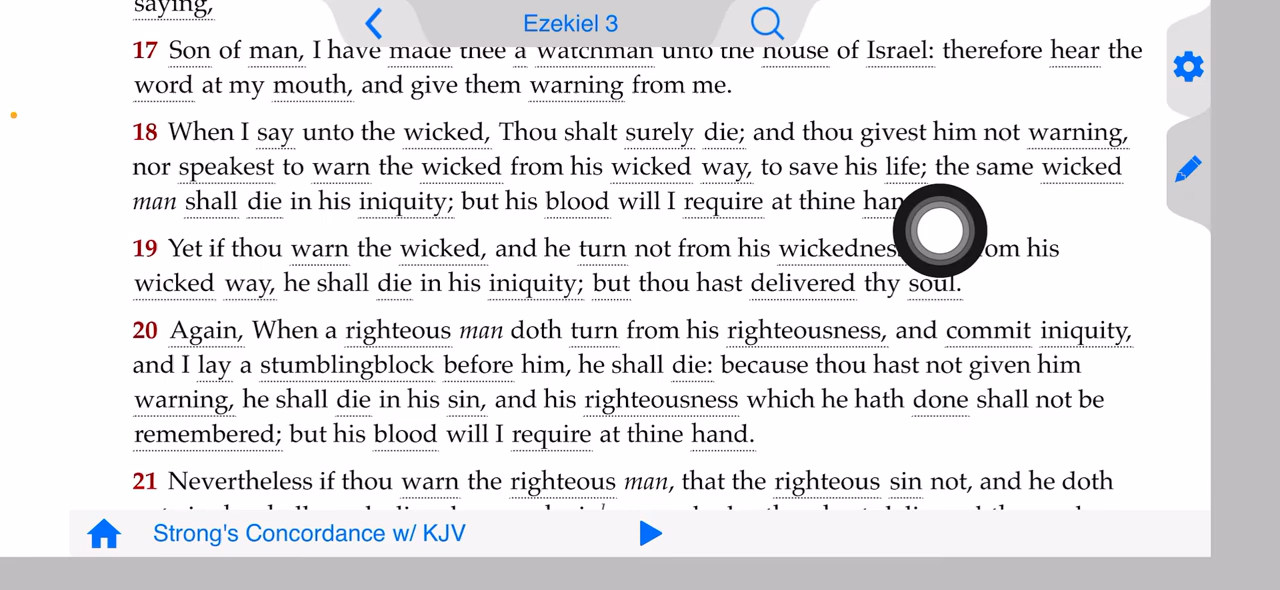 saying,
Ezekiel 3
17 Son of man, I have made thee a watchman unto the house of Israel: therefore hear the
word at my mouth, and give them warning from me.
18 When I say unto the wicked, Thou shalt surely die; and thou givest him not warning,
nor speakest to warn the wicked from his wicked way, to save his life; the same wicked
man shall die in his iniquity; but his blood will I require at thine
19 Yet if thou warn the wicked, and he turn not from his his
wicked way, he shall die in his iniquity; but thou hast delivered thy soul.
20 Again, When a righteous man doth turn from his righteousness, and commit iniquity,
and I lay a stumblingblock before him, he shall die: because thou hast not given him
warning, he shall die in his sin, and his righteousness which he hath done shall not be
remembered; but his blood will I require at thine hand.
21 Nevertheless if thou warn the righteous man, that the righteous sin not, and he doth
Strong's Concordance w/ KJV